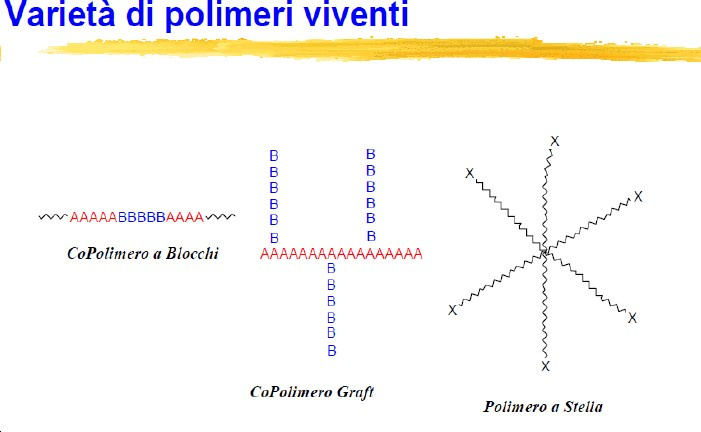 Varietà di polimeri viventi
AAAAABBBBBAAAA
CoPolimero a Blocchi
B B
B B
B B
B B
B B
B B
AAAAAAAAAAAAAAAAA
B
B
B
B
B
B
CoPolimero Graft
X
X
X
X
X
X
Polimero a Stella